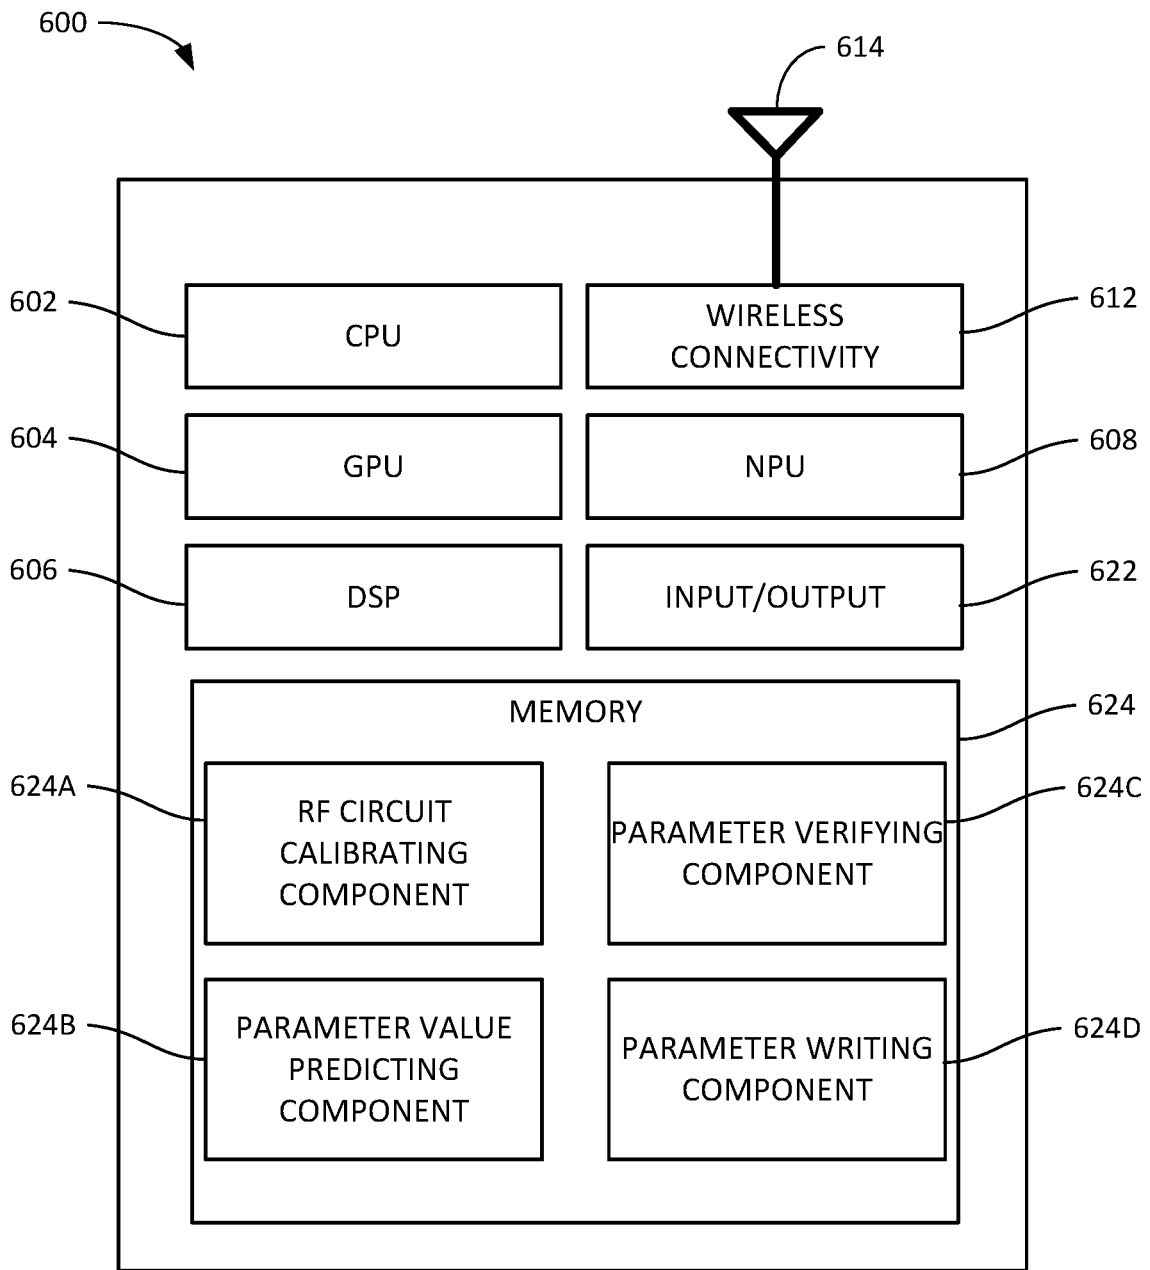 600
614
602
CPU
WIRELESS
CONNECTIVITY
612
604
GPU
NPU
608
606
DSP
INPUT/OUTPUT
622
MEMORY
624
624A
RF CIRCUIT
CALIBRATING
COMPONENT
PARAMETER VERIFYING
COMPONENT
624C
624B
PARAMETER VALUE
PREDICTING
COMPONENT
PARAMETER WRITING
COMPONENT
624D